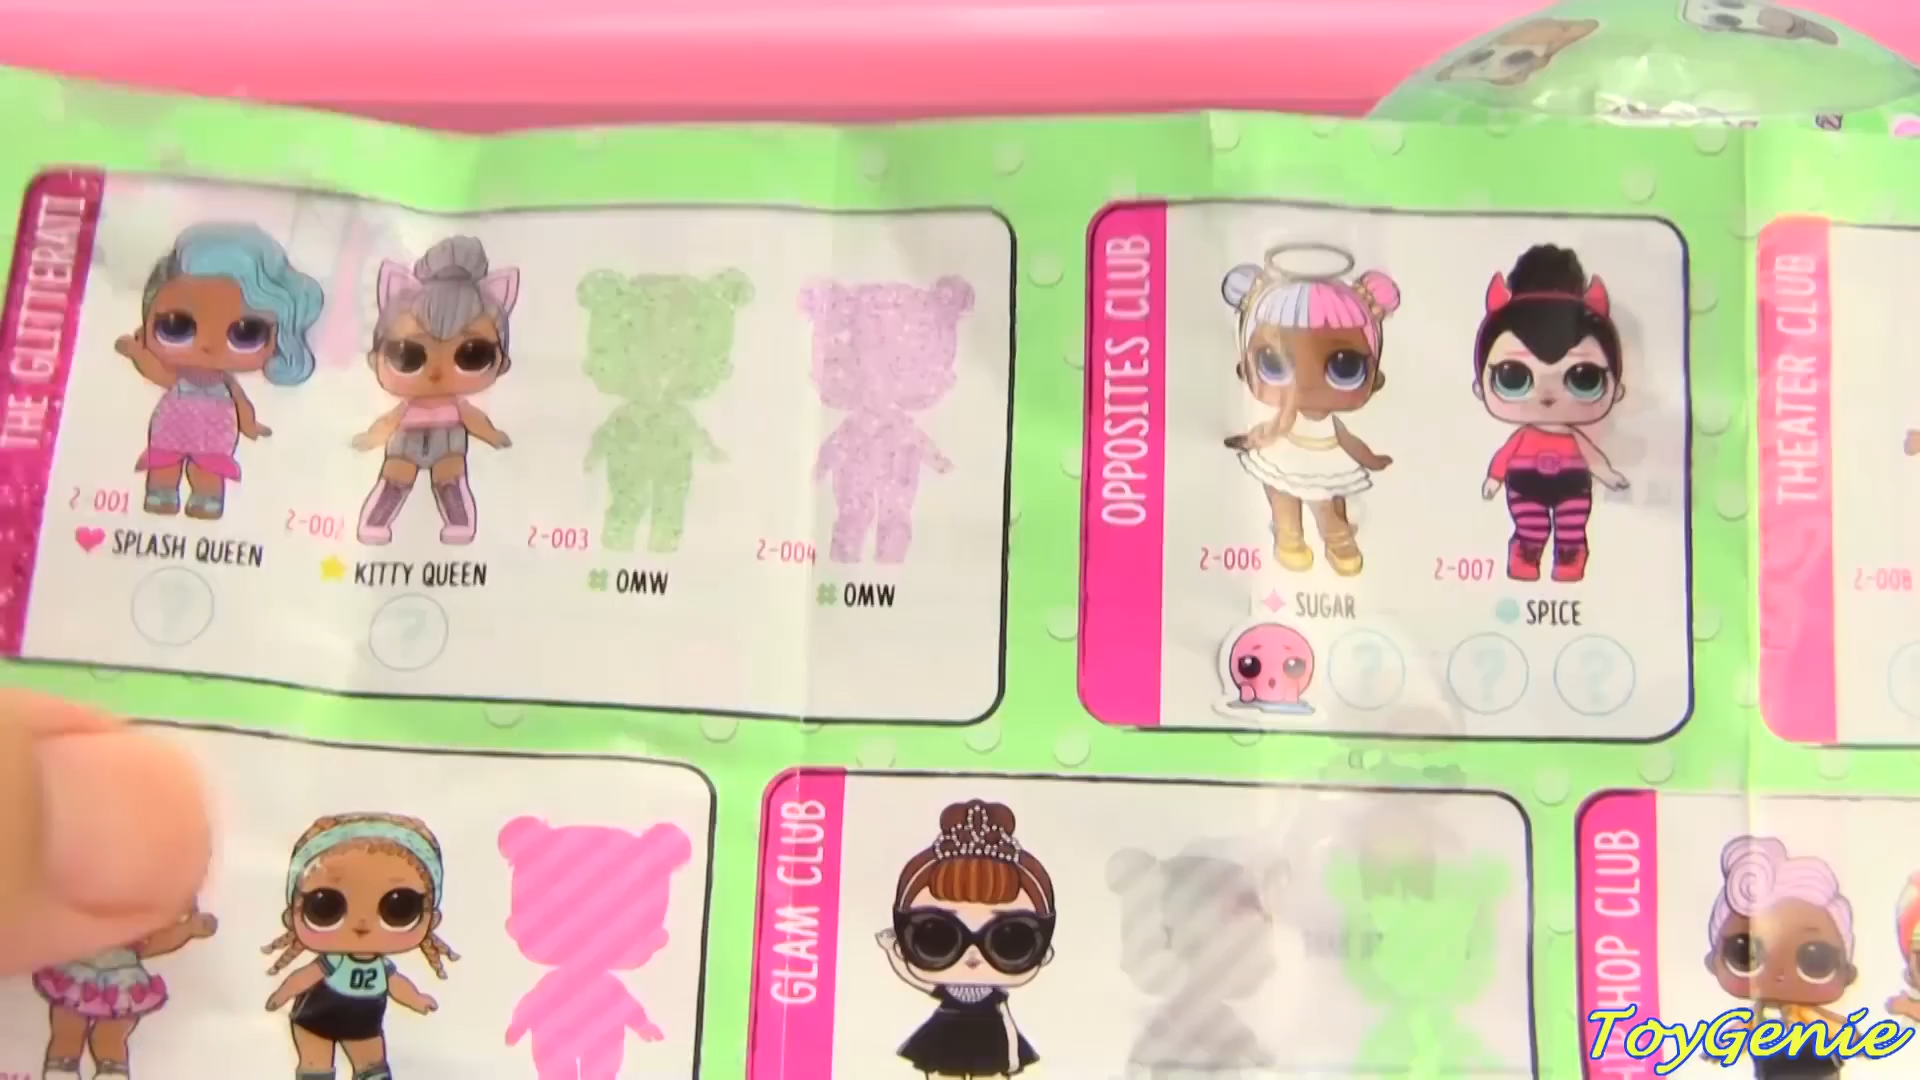 THE GLITTERATI
2-001
SPLASH QUEEN
?
2-002
KITTY QUEEN
?
2-003
# OMW
2-004
# OMW
OPPOSITES CLUB
2-006
SUGAR
?
2-007
SPICE
? ?
THEATER CLUB
2-008
02
GLAM CLUB
HOP CLUB
ToyGenie